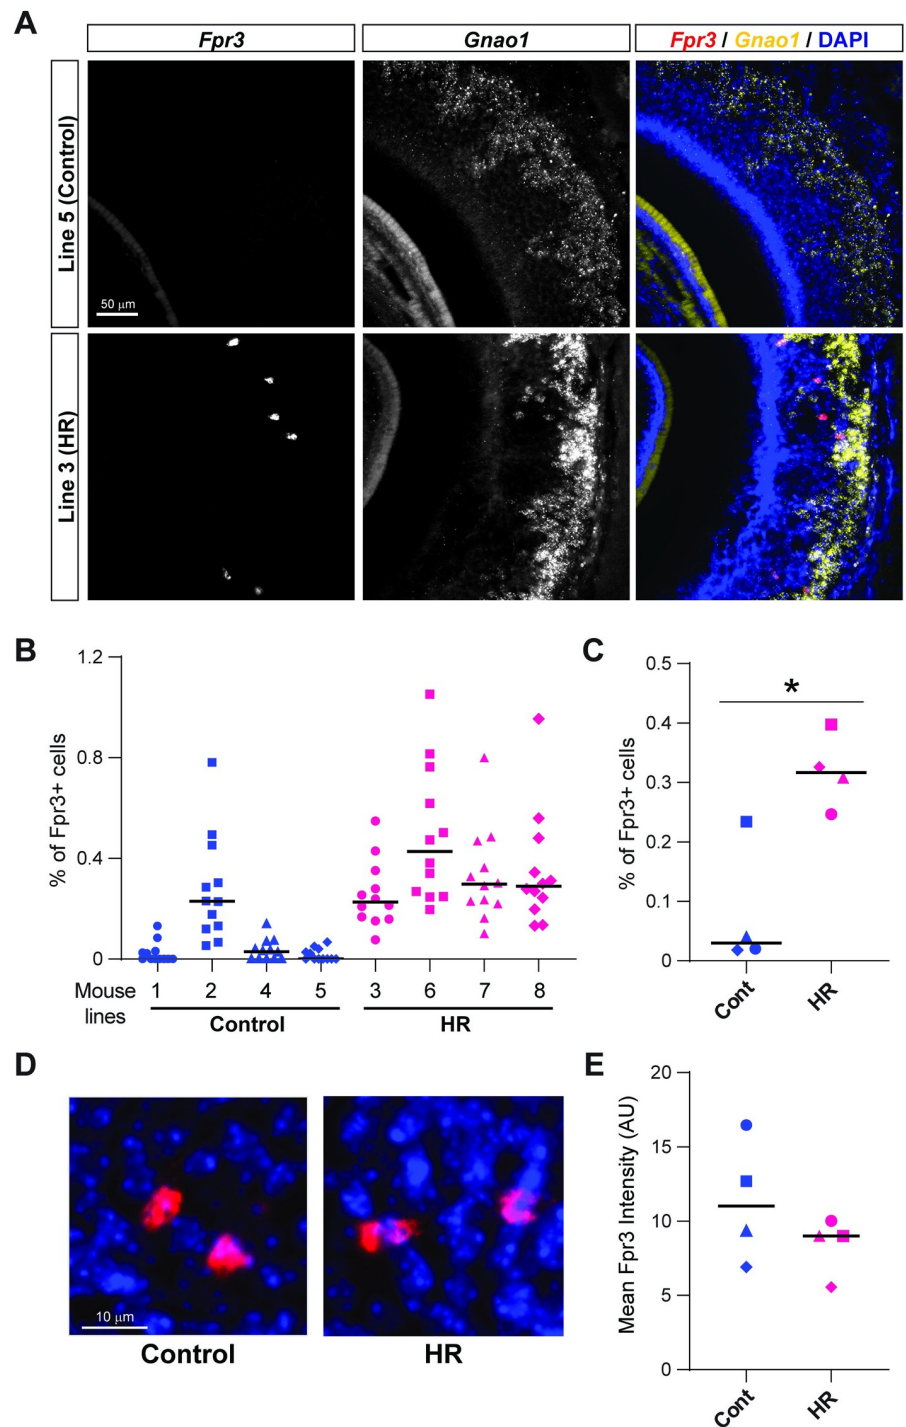 A
Fpr3
Gnao1
Fpr3 / Gnao1 / DAPI
Line 5 (Control)
50 µm
Line 3 (HR)
B
1.2
0.8
0.4
0
% of Fpr3+ cells
Mouse lines
1 2 4 5 3 6 7 8
Control HR
C
0.5
0.4
0.3
0.2
0.1
0
% of Fpr3+ cells
*
Cont HR
D
10 µm
Control HR
E
20
15
10
5
0
Mean Fpr3 Intensity (AU)
Cont HR